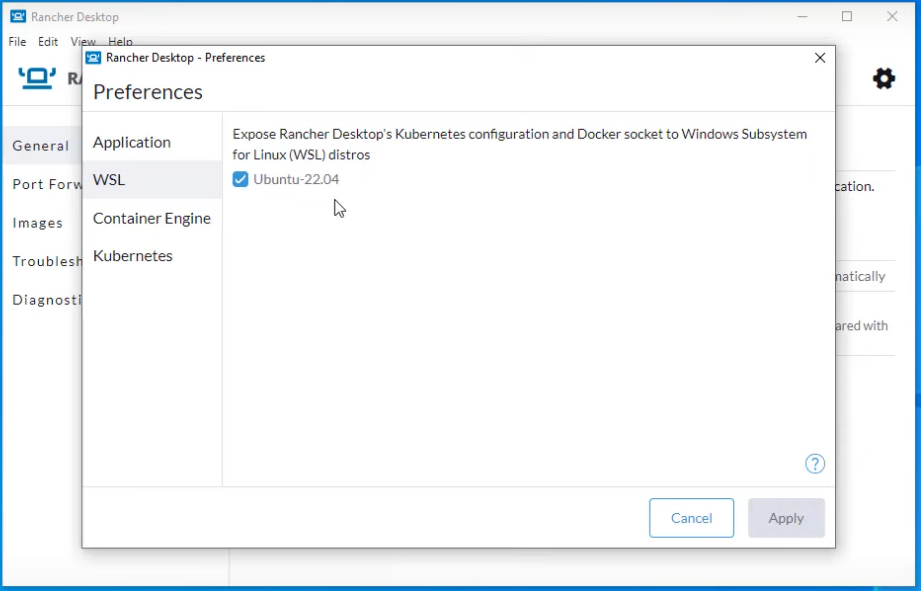 Rancher Desktop
File Edit View Help
Rancher Desktop - Preferences
Preferences
Application
WSL
Container Engine
Kubernetes
Expose Rancher Desktop's Kubernetes configuration and Docker socket to Windows Subsystem
for Linux (WSL) distros
Ubuntu-22.04
?
Cancel
Apply
RA
General
Port Forw
Images
Troublesh
Diagnosti
cation.
matically
ared with